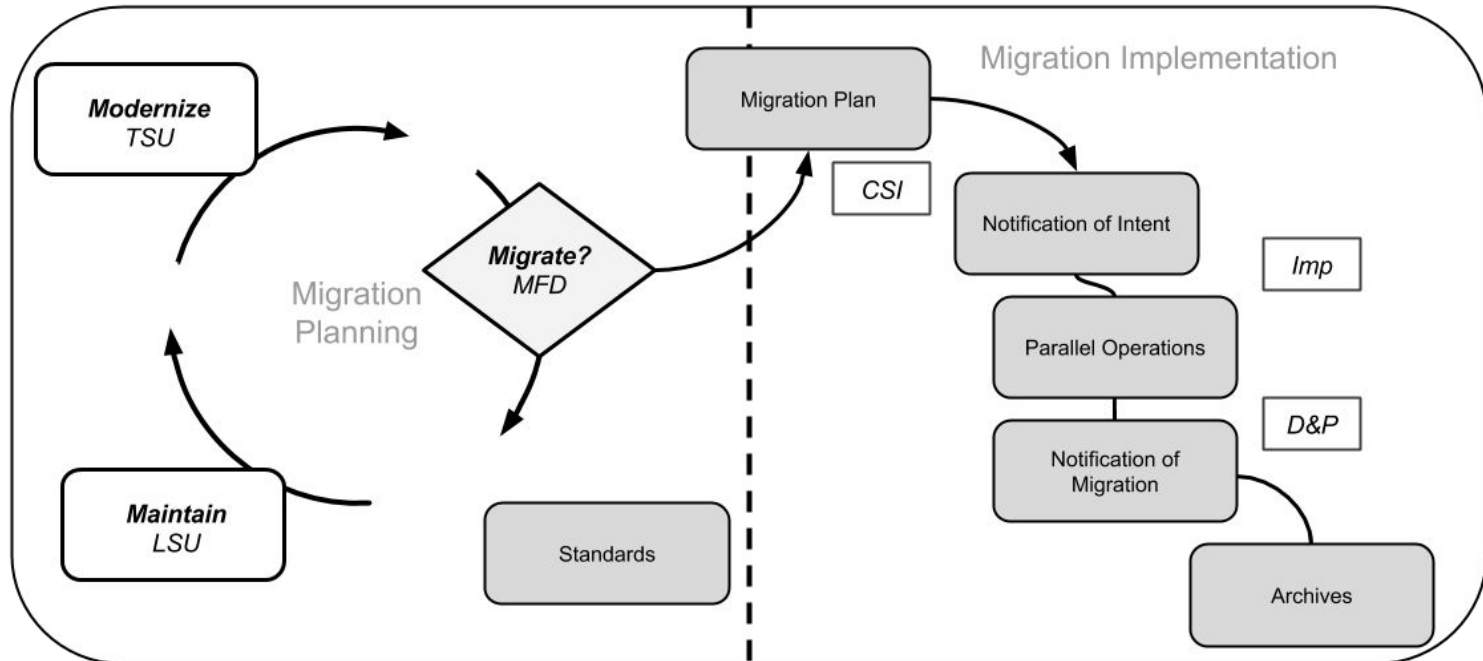 Migration Implementation
Modernize
TSU
Migration Plan
CSI
Notification of Intent
Migrate?
MFD
Imp
Migration
Planning
Parallel Operations
D&P
Notification of
Migration
Maintain
LSU
Standards
Archives